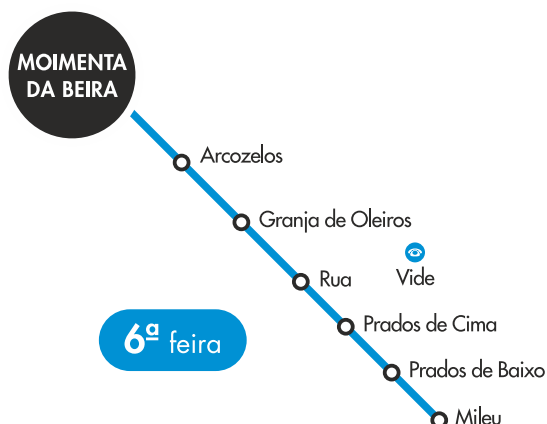 MOIMENTA
DA BEIRA
Arcozelos
Granja de Oleiros
Rua
Vide
Prados de Cima
6ª feira
Prados de Baixo
Mileu